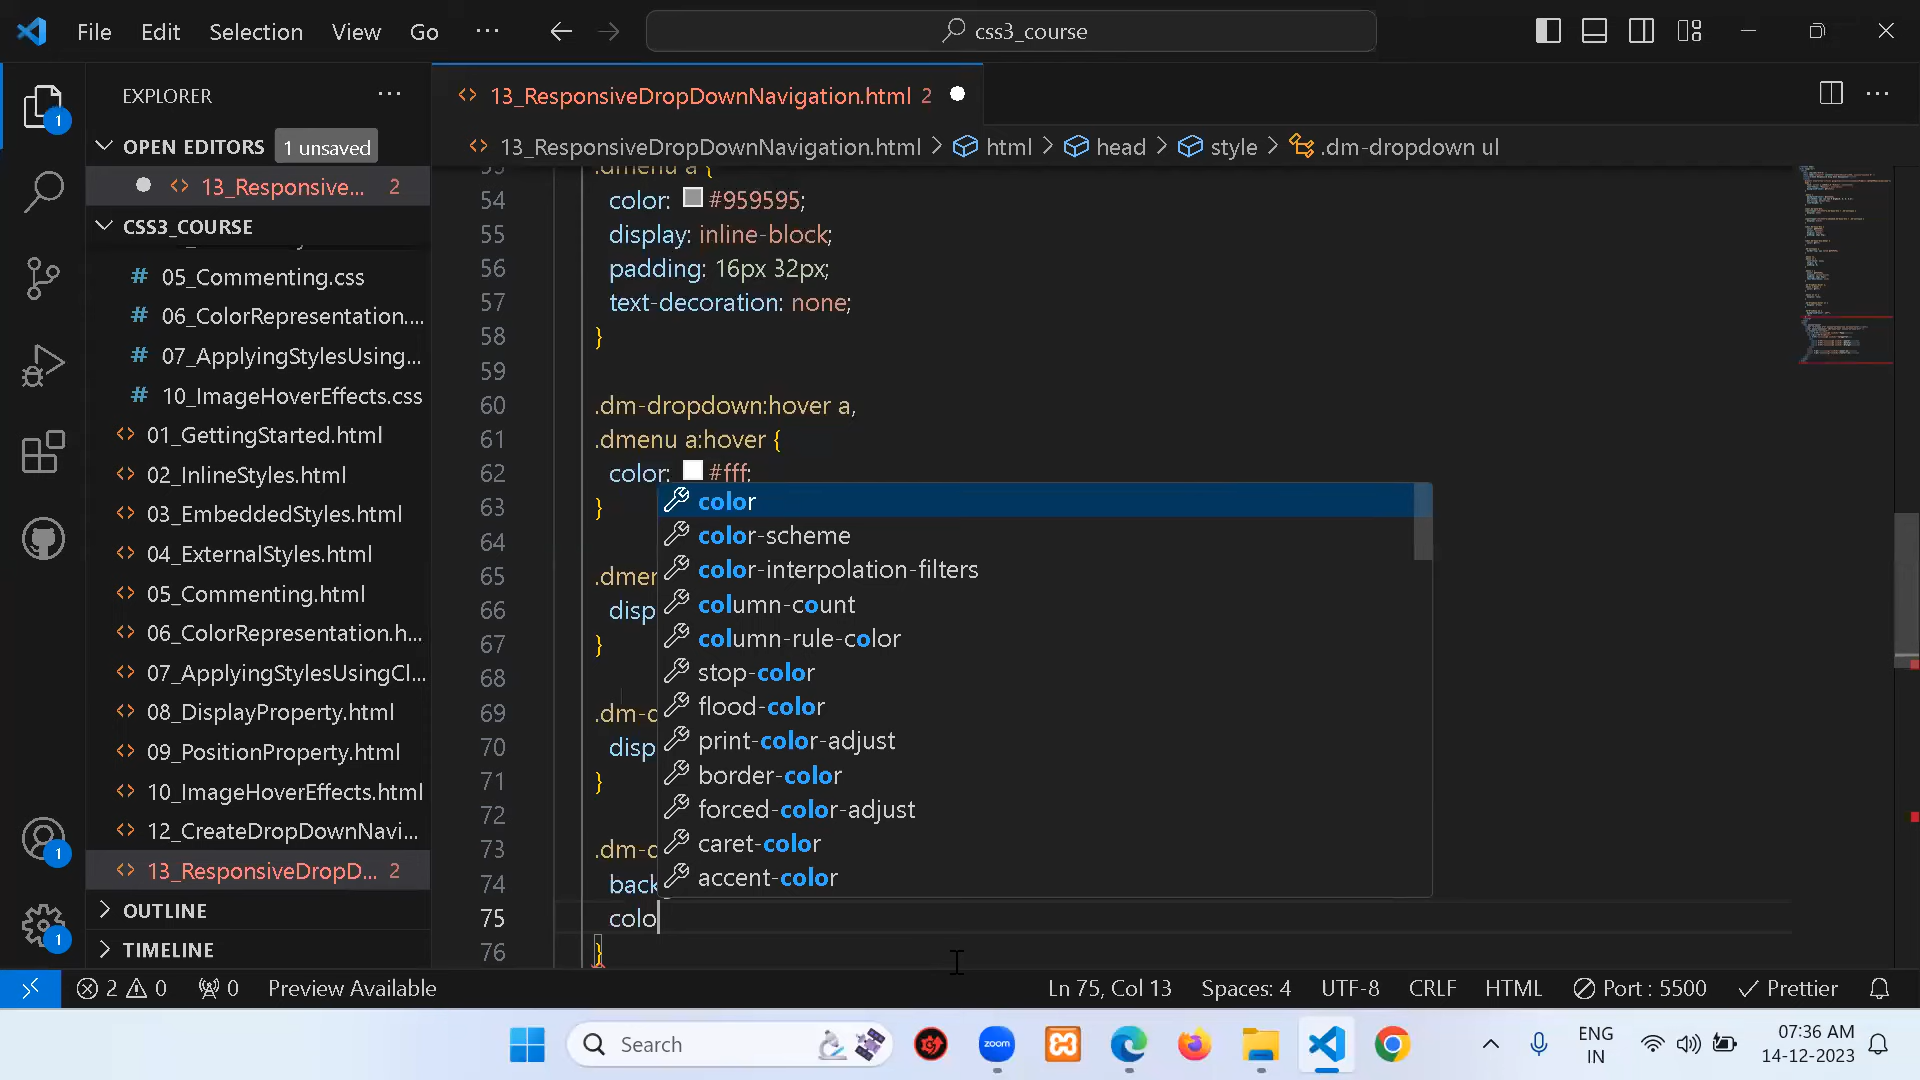 File Edit Selection View Go ···
css3_course
EXPLORER
OPEN EDITORS 1 unsaved
13_Responsive... 2
CSS3_COURSE
# 05_Commenting.css
# 06_ColorRepresentation....
# 07_ApplyingStylesUsing...
# 10_ImageHoverEffects.css
<> 01_GettingStarted.html
<> 02_InlineStyles.html
<> 03_EmbeddedStyles.html
<> 04_ExternalStyles.html
<> 05_Commenting.html
<> 06_ColorRepresentation.h...
<> 07_ApplyingStylesUsingCl...
<> 08_DisplayProperty.html
<> 09_PositionProperty.html
<> 10_ImageHoverEffects.html
<> 12_CreateDropDownNavi...
<> 13_ResponsiveDropD... 2
OUTLINE
TIMELINE
1
1
1
<> 13_ResponsiveDropDownNavigation.html 2
<> 13_ResponsiveDropDownNavigation.html > html > head > style > .dm-dropdown ul
53 .dmenu a {
54 color: #959595;
55 display: inline-block;
56 padding: 16px 32px;
57 text-decoration: none;
58 }
59
60 .dm-dropdown:hover a,
61 .dmenu a:hover {
62 color: #fff;
63 }
64
65 .dmen
66 disp
67 }
68
69 .dm-d
70 disp
71 }
72
73 .dm-d
74 back
75 colo
76 }
color
color-scheme
color-interpolation-filters
column-count
column-rule-color
stop-color
flood-color
print-color-adjust
border-color
forced-color-adjust
caret-color
accent-color
2 0 0 Preview Available Ln 75, Col 13 Spaces: 4 UTF-8 CRLF HTML Port : 5500 Prettier
Search
zoom
ENG
IN
07:36 AM
14-12-2023